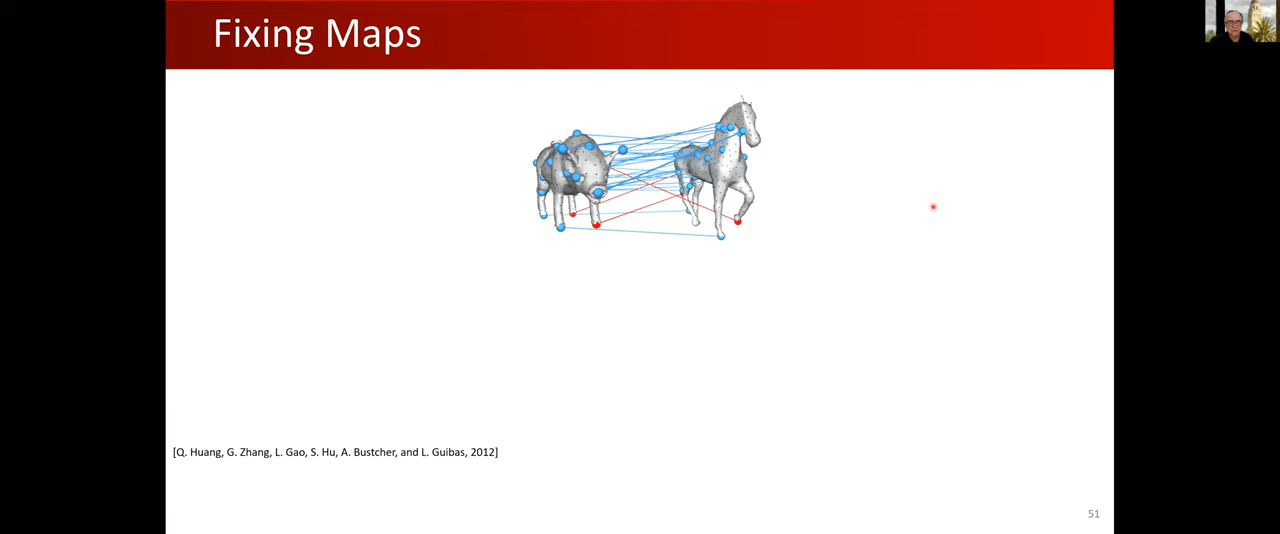 Fixing Maps
[Q. Huang, G. Zhang, L. Gao, S. Hu, A. Bustcher, and L. Guibas, 2012]
51